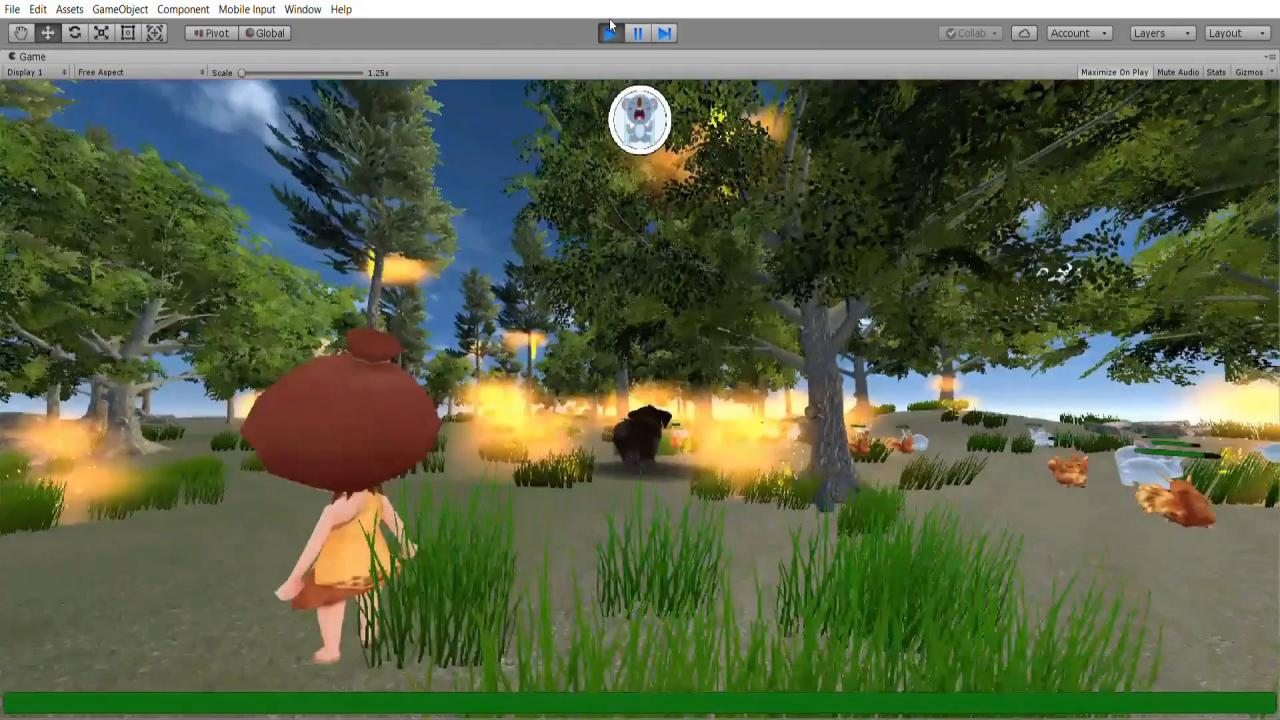 File Edit Assets GameObject Component Mobile Input Window Help
Pivot Global Collab Account Layers Layout
Game
Display 1 Free Aspect Scale 1.25x Maximize On Play Mute Audio Stats Gizmos